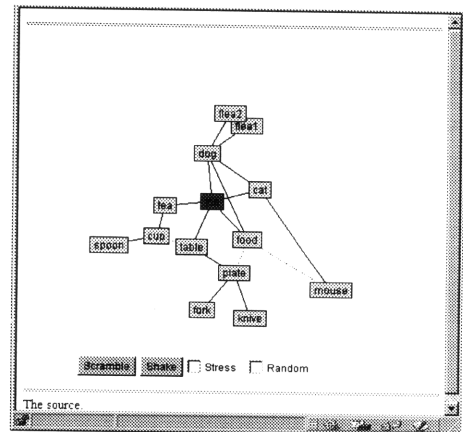 flea2
flea1
dog
cat
tea
cup
spoon
table
food
plate
mouse
fork
knive
Scramble Shake Stress Random
The source.